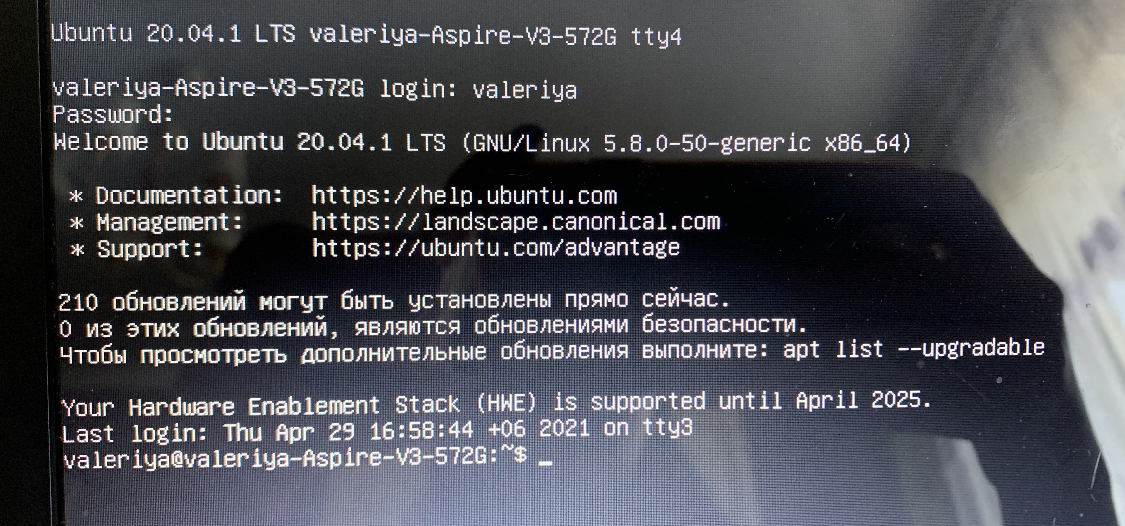 Ubuntu 20.04.1 LTS valeriya-Aspire-V3-572G tty4
valeriya-Aspire-V3-572G login: valeriya
Password:
Welcome to Ubuntu 20.04.1 LTS (GNU/Linux 5.8.0-50-generic x86_64)
* Documentation: https://help.ubuntu.com
* Management: https://landscape.canonical.com
* Support: https://ubuntu.com/advantage
210 обновлений могут быть установлены прямо сейчас.
0 из этих обновлений, являются обновлениями безопасности.
Чтобы просмотреть дополнительные обновления выполните: apt list --upgradable
Your Hardware Enablement Stack (HWE) is supported until April 2025.
Last login: Thu Apr 29 16:58:44 +06 2021 on tty3
valeriya@valeriya-Aspire-V3-572G:~$ _